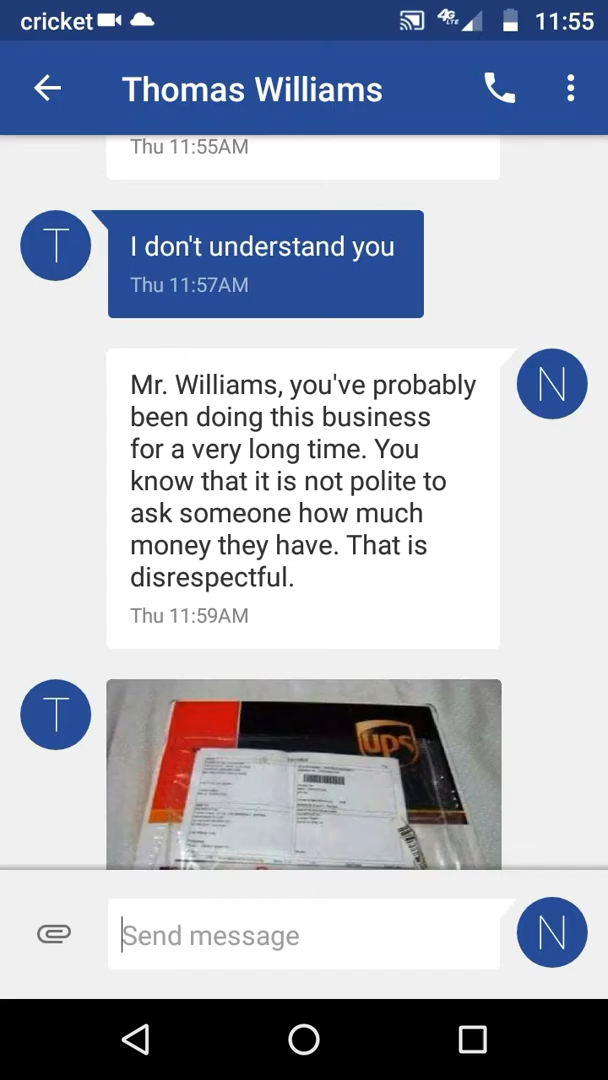 cricket 4G LTE 11:55
Thomas Williams
Thu 11:55AM
T
I don't understand you
Thu 11:57AM
N
Mr. Williams, you've probably
been doing this business
for a very long time. You
know that it is not polite to
ask someone how much
money they have. That is
disrespectful.
Thu 11:59AM
T
ups
Send message
N